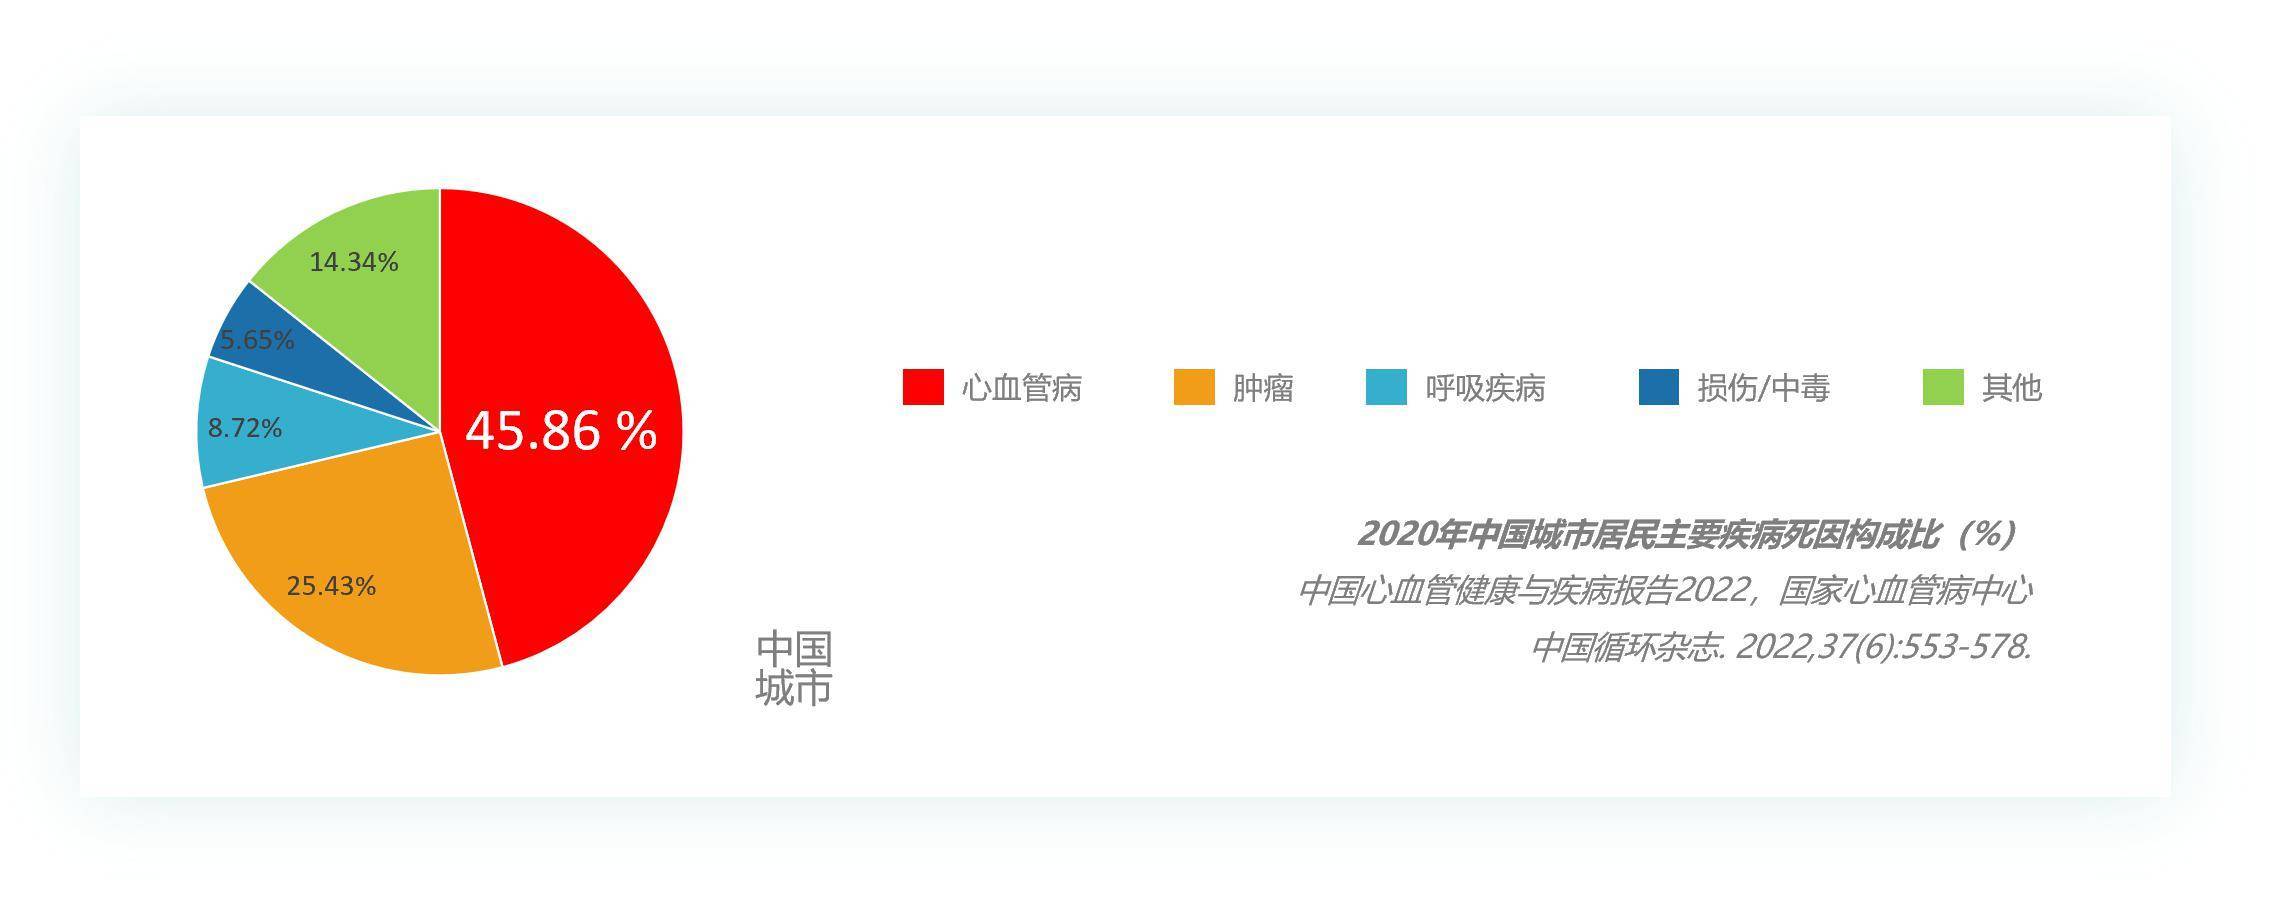 14.34%
5.65%
8.72%
45.86 %
25.43%
心血管病
肿瘤
呼吸疾病
损伤/中毒
其他
2020年中国城市居民主要疾病死因构成比（%）
中国心血管健康与疾病报告2022，国家心血管病中心
中国循环杂志. 2022,37(6):553-578.
中国
城市